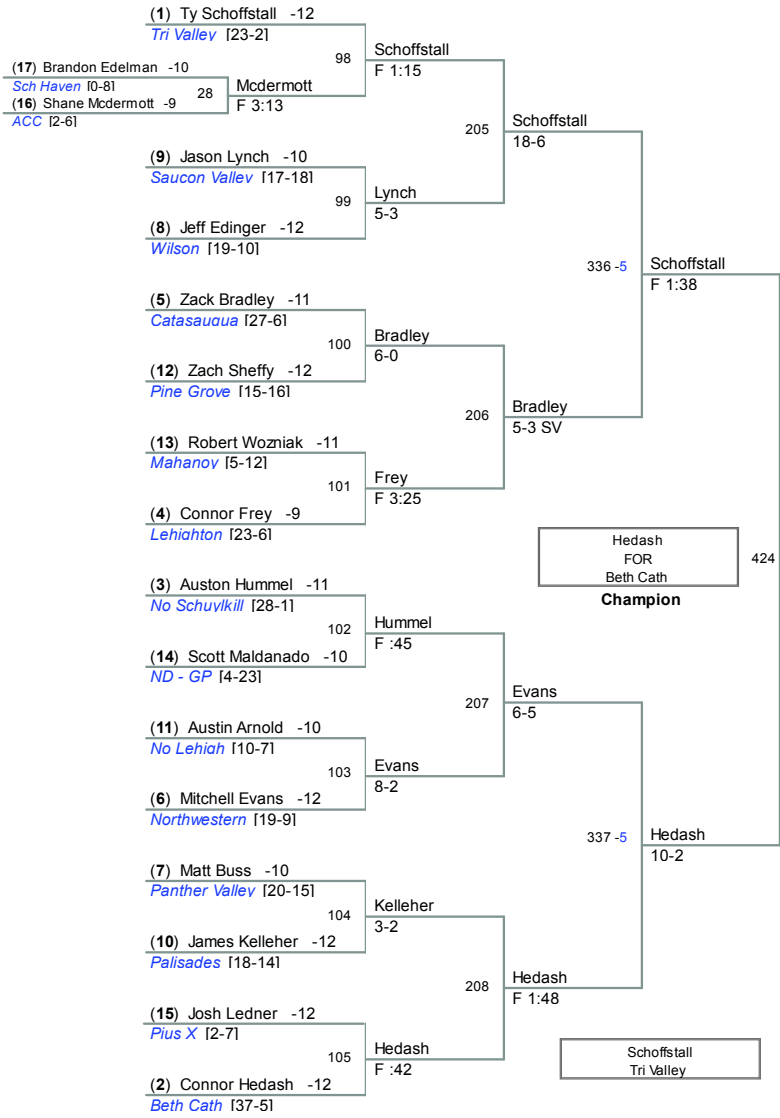 (1) Ty Schoffstall -12
Tri Valley [23-2]
98
Schoffstall
F 1:15
(17) Brandon Edelman -10
Sch Haven [0-8]
28
(16) Shane Mcdermott -9
ACC [2-6]
Mcdermott
F 3:13
205
Schoffstall
18-6
(9) Jason Lynch -10
Saucon Valley [17-18]
99
Lynch
5-3
(8) Jeff Edinger -12
Wilson [19-10]
336 -5
Schoffstall
F 1:38
(5) Zack Bradley -11
Catasauqua [27-6]
100
Bradley
6-0
(12) Zach Sheffy -12
Pine Grove [15-16]
206
Bradley
5-3 SV
(13) Robert Wozniak -11
Mahanoy [5-12]
101
Frey
F 3:25
(4) Connor Frey -9
Lehighton [23-6]
Hedash
FOR
Beth Cath
424
Champion
(3) Auston Hummel -11
No Schuylkill [28-1]
102
Hummel
F :45
(14) Scott Maldanado -10
ND - GP [4-23]
207
Evans
6-5
(11) Austin Arnold -10
No Lehigh [10-7]
103
Evans
8-2
(6) Mitchell Evans -12
Northwestern [19-9]
337 -5
Hedash
10-2
(7) Matt Buss -10
Panther Valley [20-15]
104
Kelleher
3-2
(10) James Kelleher -12
Palisades [18-14]
208
Hedash
F 1:48
(15) Josh Ledner -12
Pius X [2-7]
105
Hedash
F :42
(2) Connor Hedash -12
Beth Cath [37-5]
Schoffstall
Tri Valley